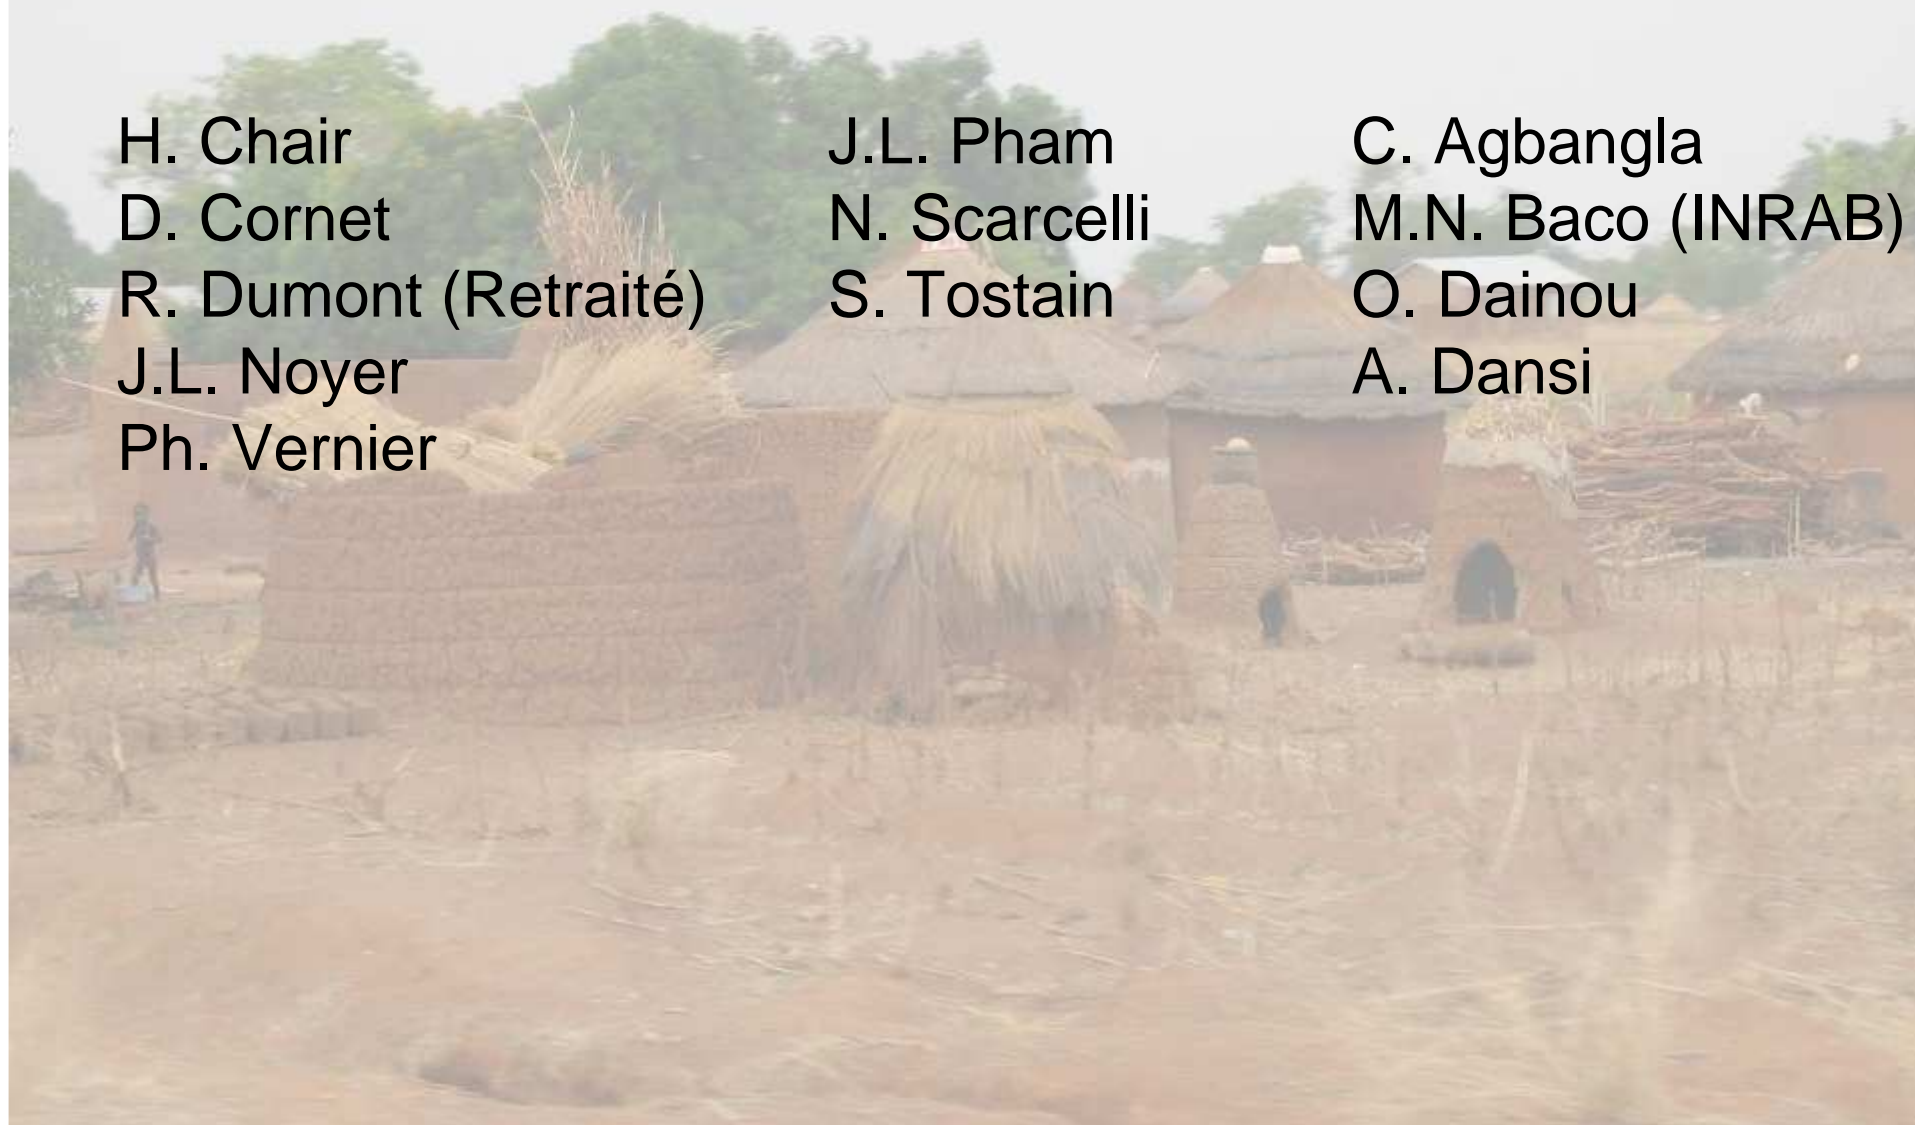 H. Chair
D. Cornet
R. Dumont (Retraité)
J.L. Noyer
Ph. Vernier
J.L. Pham
N. Scarcelli
S. Tostain
C. Agbangla
M.N. Baco (INRAB)
O. Dainou
A. Dansi